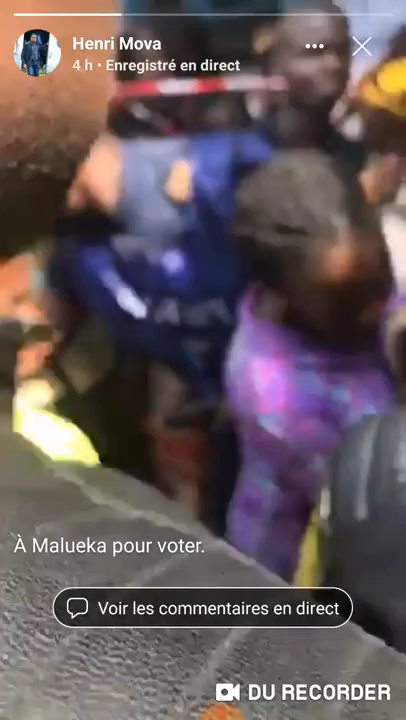 Henri Mova
4 h • Enregistré en direct
À Malueka pour voter.
Voir les commentaires en direct
DU RECORDER